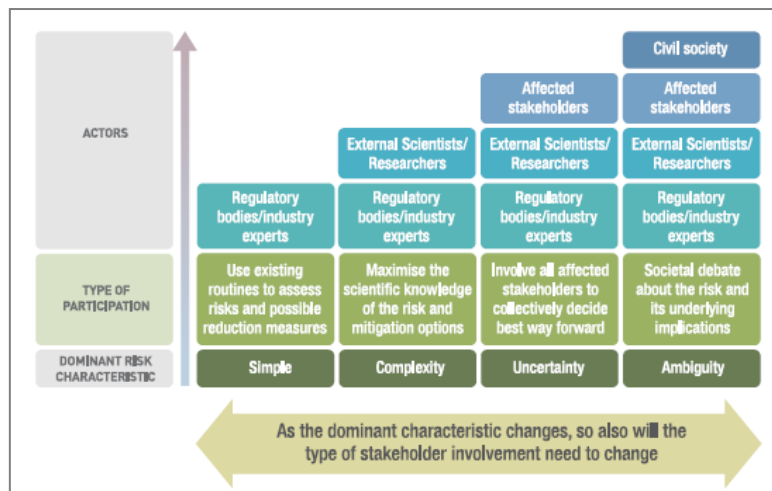 Civil society
Affected
stakeholders
Affected
stakeholders
ACTORS
External Scientists/
Researchers
External Scientists/
Researchers
External Scientists/
Researchers
Regulatory
bodies/industry
experts
Regulatory
bodies/industry
experts
Regulatory
bodies/industry
experts
Regulatory
bodies/industry
experts
TYPE OF
PARTICIPATION
Use existing
routines to assess
risks and possible
reduction measures
Maximise the
scientific knowledge
of the risk and
mitigation options
Involve all affected
stakeholders to
collectively decide
best way forward
Societal debate
about the risk and
its underlying
implications
DOMINANT RISK
CHARACTERISTIC
Simple
Complexity
Uncertainty
Ambiguity
As the dominant characteristic changes, so also will the
type of stakeholder involvement need to change